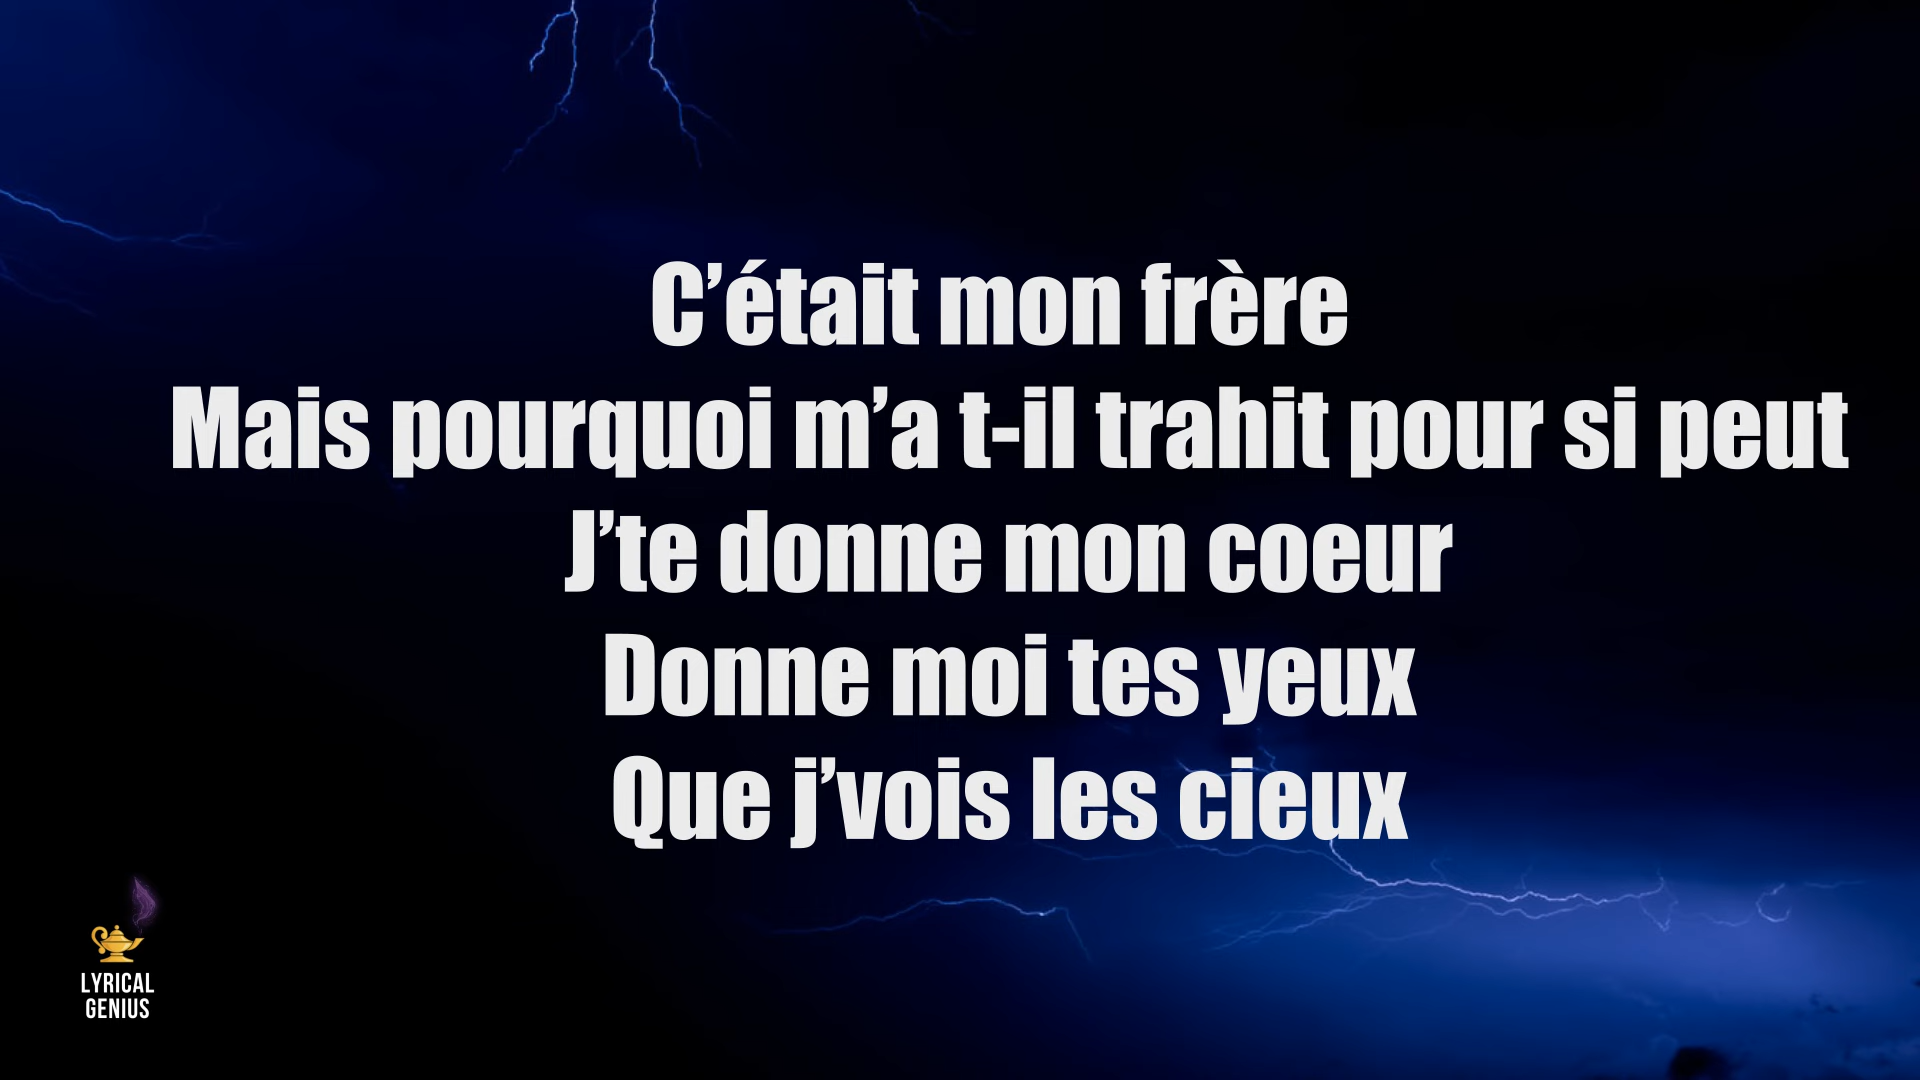 C’était mon frère
Mais pourquoi m’a t-il trahit pour si peut
J’te donne mon coeur
Donne moi tes yeux
Que j’vois les cieux
LYRICAL
GENIUS